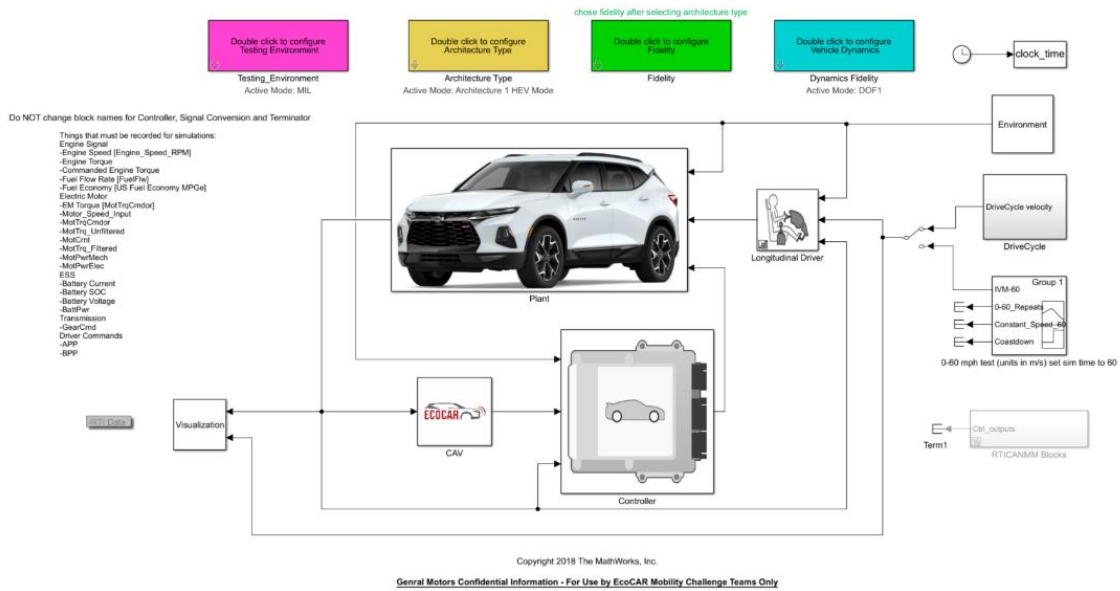 chose fidelity after selecting architecture type
Double click to configure
Testing Environment
Testing_Environment
Active Mode: MIL
Double click to configure
Architecture Type
Architecture Type
Active Mode: Architecture 1 HEV Mode
Double click to configure
Fidelity
Fidelity
Double click to configure
Vehicle Dynamics
Dynamics Fidelity
Active Mode: DOF1
clock_time
Do NOT change block names for Controller, Signal Conversion and Terminator
Things that must be recorded for simulations:
Engine Signal
-Engine Speed [Engine_Speed_RPM]
-Engine Torque
-Commanded Engine Torque
-Fuel Flow Rate [FuelFlw]
-Fuel Economy [US Fuel Economy MPGe]
Electric Motor
-EM Torque [MotTrqCmdor]
-Motor_Speed_Input
-MotTrqCmdor
-MotTrq_Unfiltered
-MotCrnt
-MotTrq_Filtered
-MotPwrMech
-MotPwrElec
ESS
-Battery Current
-Battery SOC
-Battery Voltage
-BattPwr
Transmission
-GearCmd
Driver Commands
-APP
-BPP
Environment
Plant
Longitudinal Driver
DriveCycle velocity
DriveCycle
Group 1
IVM-60
0-60_Repeats
Constant_Speed_60
Coastdown
0-60 mph test (units in m/s) set sim time to 60
RTI Data
Visualization
ECOCAR
CAV
Controller
Term1
Ctrl_outputs
RTICANMM Blocks
Copyright 2018 The MathWorks, Inc.
Genral Motors Confidential Information - For Use by EcoCAR Mobility Challenge Teams Only